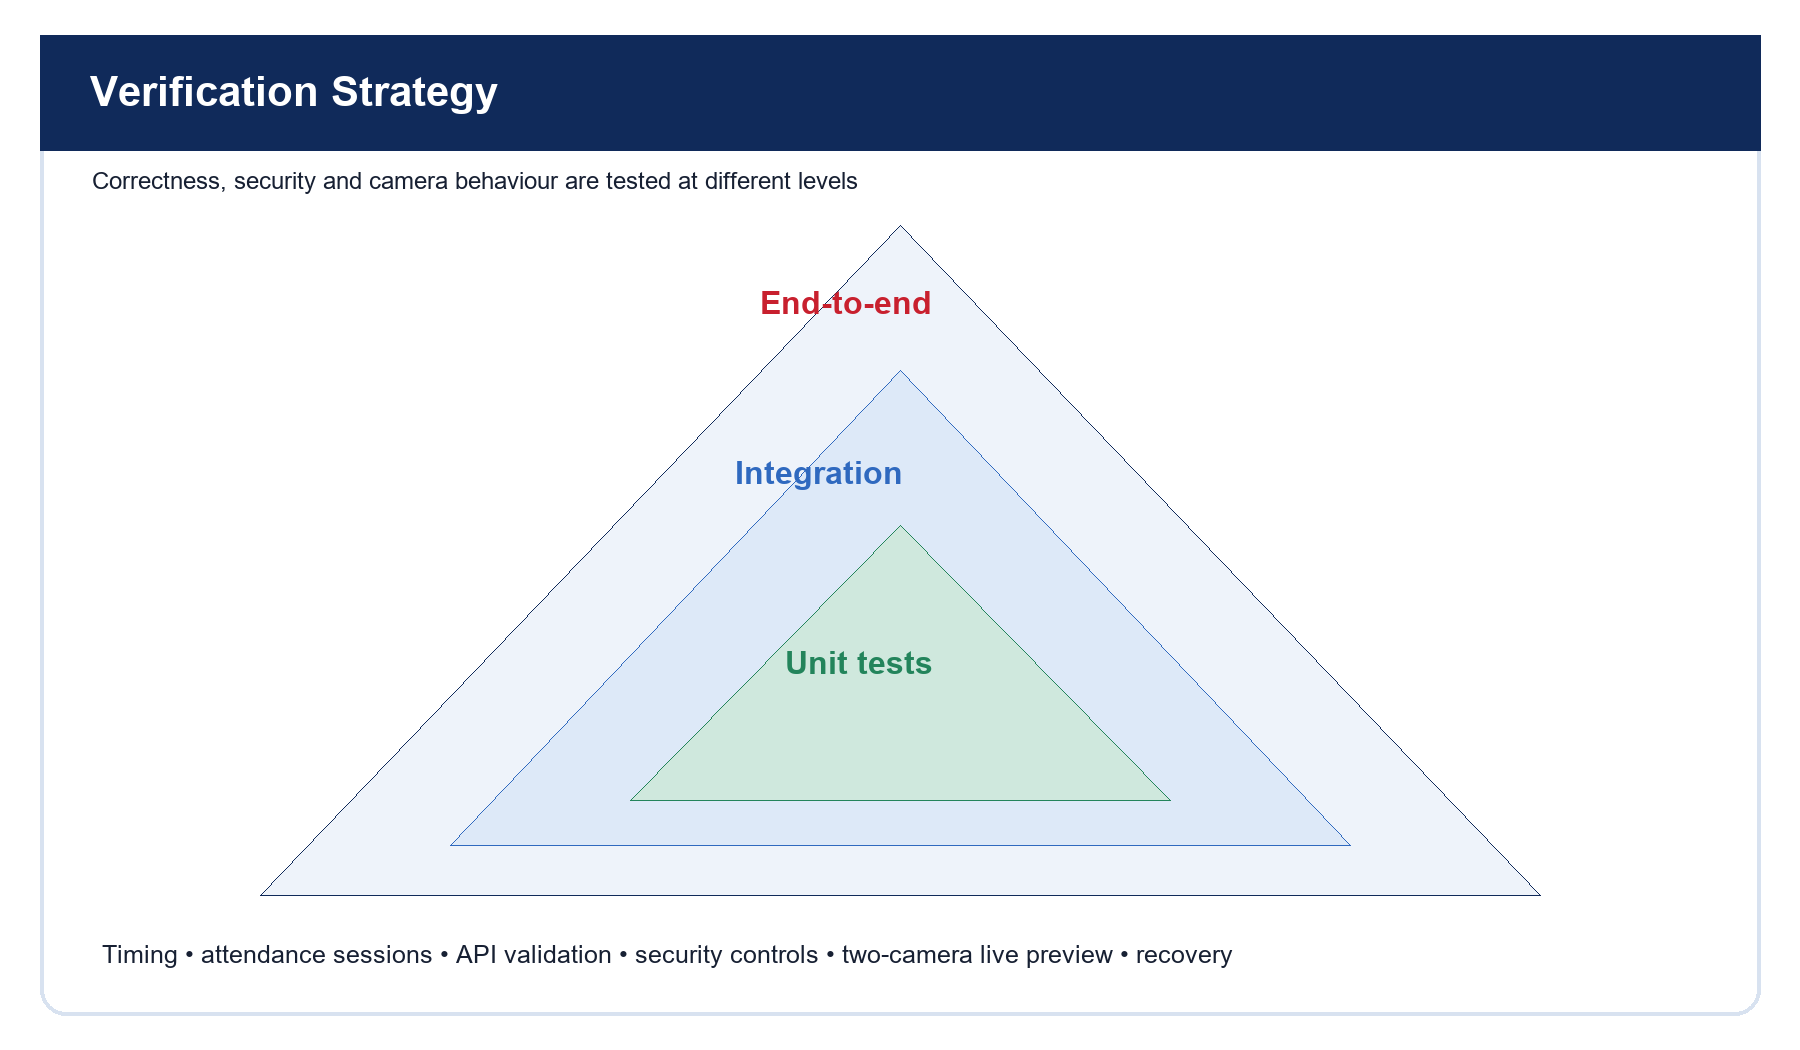 Verification Strategy
Correctness, security and camera behaviour are tested at different levels
End-to-end
Integration
Unit tests
Timing • attendance sessions • API validation • security controls • two-camera live preview • recovery